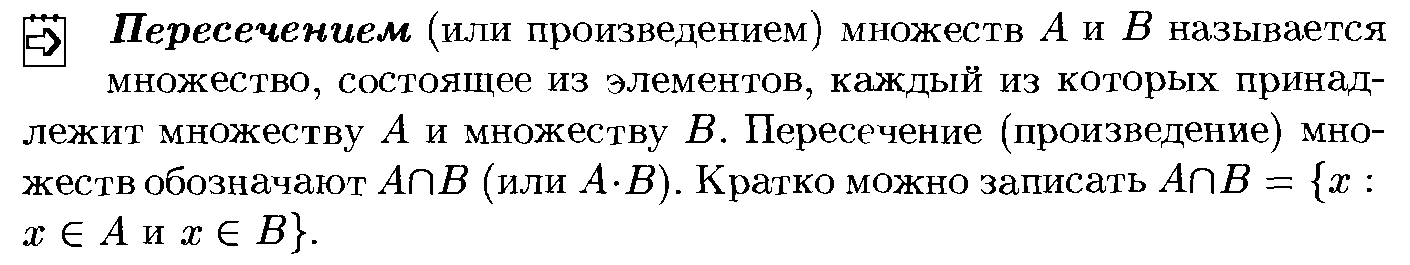 Пересечением (или произведением) множеств A и B называется
множество, состоящее из элементов, каждый из которых принад-
лежит множеству A и множеству B. Пересечение (произведение) мно-
жеств обозначают A∩B (или A·B). Кратко можно записать A∩B = {x :
x ∈ A и x ∈ B}.